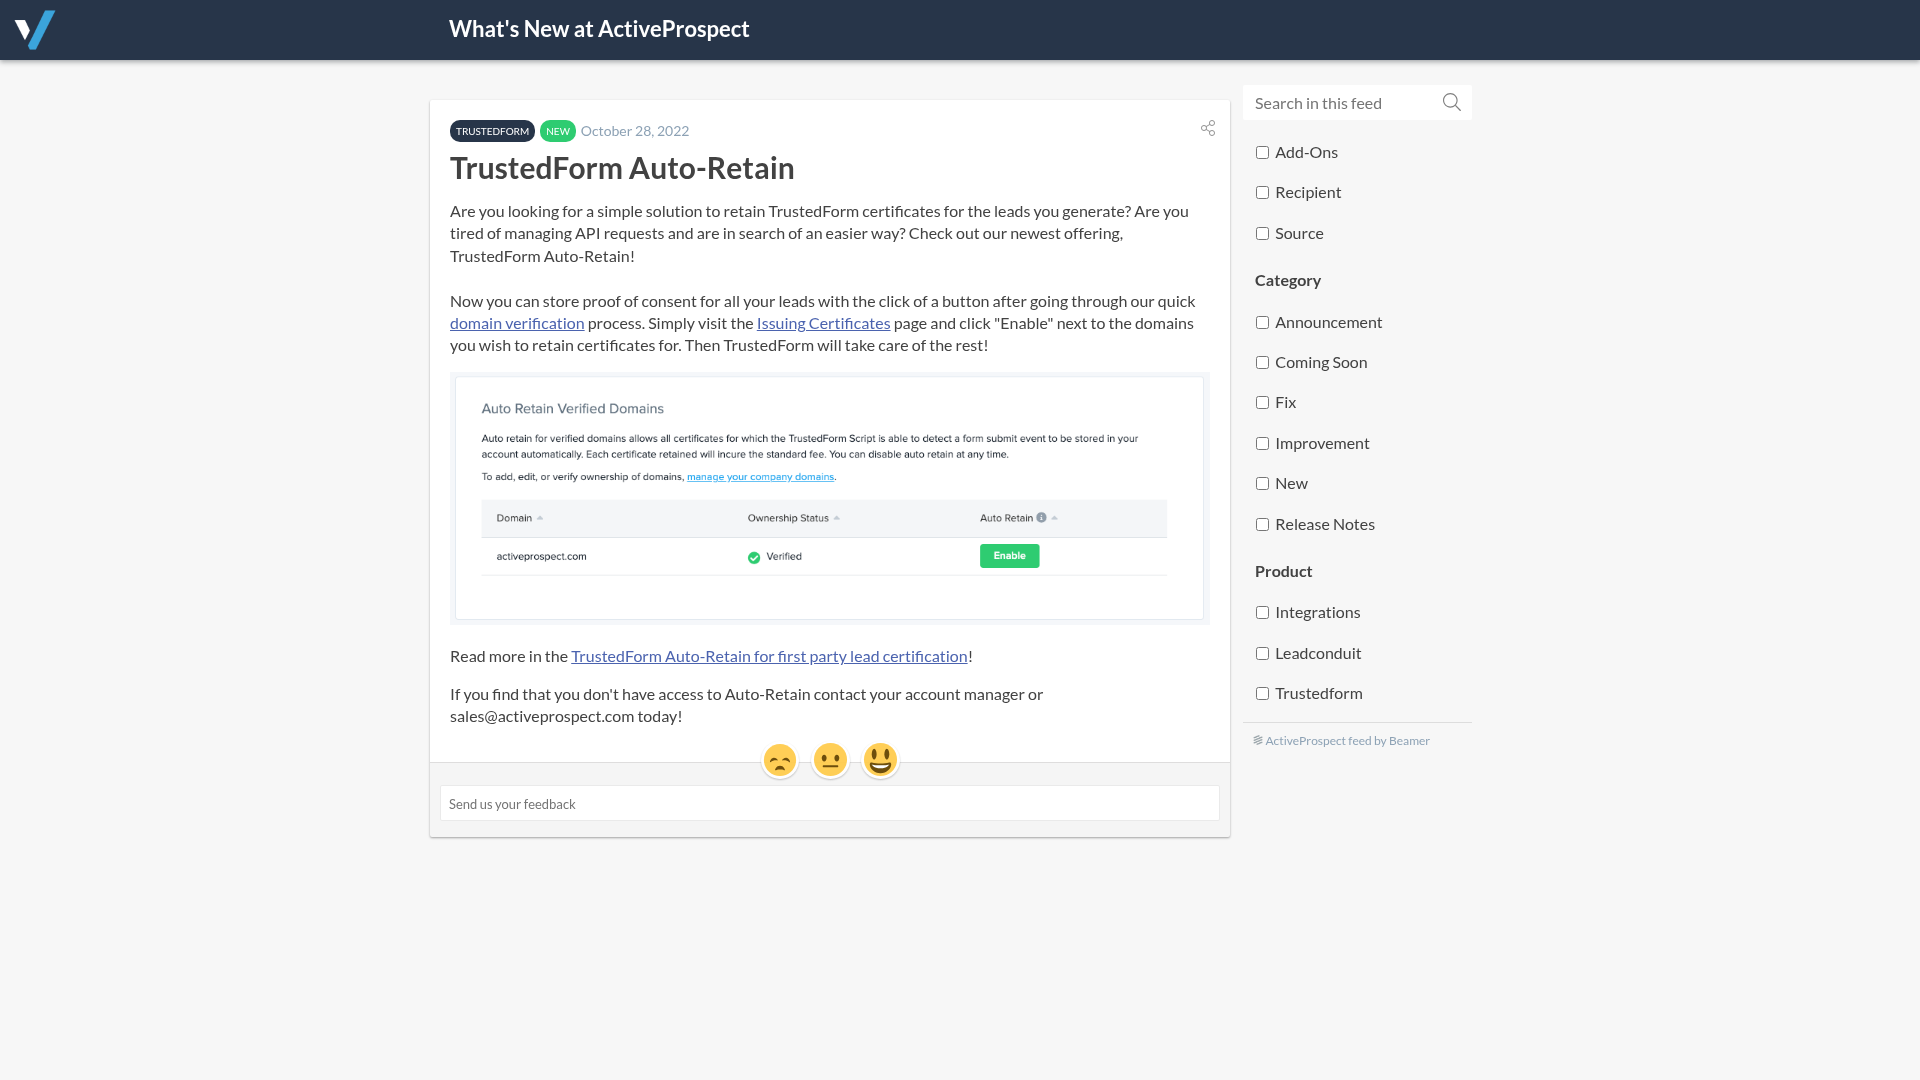 What's New at ActiveProspect
TRUSTEDFORM NEW October 28, 2022
TrustedForm Auto-Retain
Are you looking for a simple solution to retain TrustedForm certificates for the leads you generate? Are you
tired of managing API requests and are in search of an easier way? Check out our newest offering,
TrustedForm Auto-Retain!
Now you can store proof of consent for all your leads with the click of a button after going through our quick
domain verification process. Simply visit the Issuing Certificates page and click "Enable" next to the domains
you wish to retain certificates for. Then TrustedForm will take care of the rest!
Auto Retain Verified Domains
Auto retain for verified domains allows all certificates for which the TrustedForm Script is able to detect a form submit event to be stored in your
account automatically. Each certificate retained will incure the standard fee. You can disable auto retain at any time.
To add, edit, or verify ownership of domains, manage your company domains.
Domain Ownership Status Auto Retain
activeprospect.com Verified Enable
Read more in the TrustedForm Auto-Retain for first party lead certification!
If you find that you don't have access to Auto-Retain contact your account manager or
sales@activeprospect.com today!
Send us your feedback
Search in this feed
Add-Ons
Recipient
Source
Category
Announcement
Coming Soon
Fix
Improvement
New
Release Notes
Product
Integrations
Leadconduit
Trustedform
ActiveProspect feed by Beamer